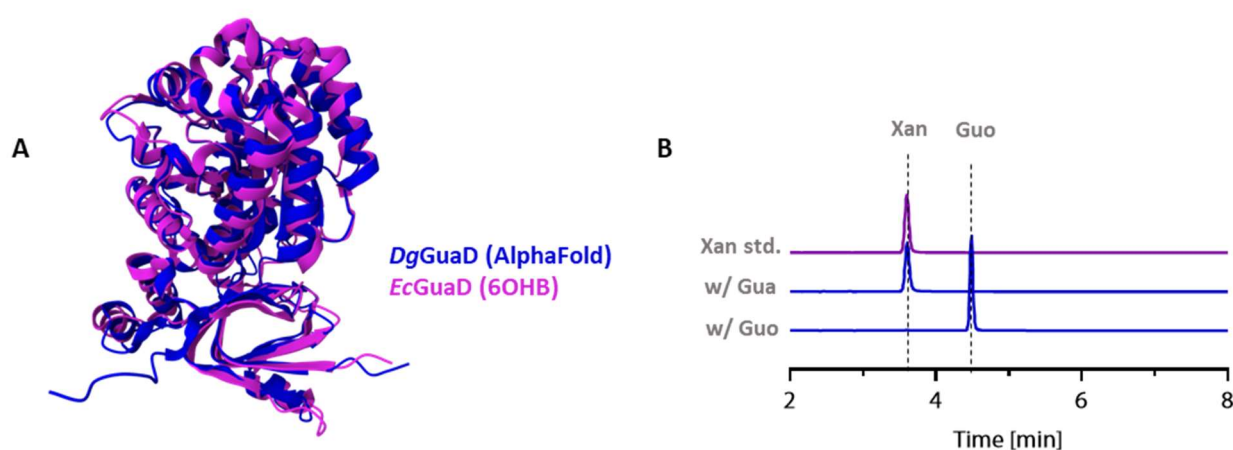 A
DgGuaD (AlphaFold)
EcGuaD (6OHB)
B
Xan Guo
Xan std.
w/ Gua
w/ Guo
2 4 6 8
Time [min]